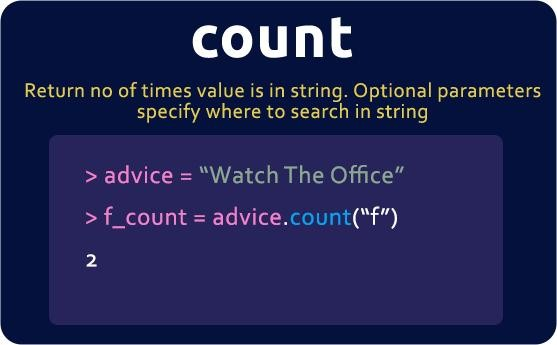 count
Return no of times value is in string. Optional parameters
specify where to search in string
> advice = “Watch The Office”
> f_count = advice.count(“f”)
2